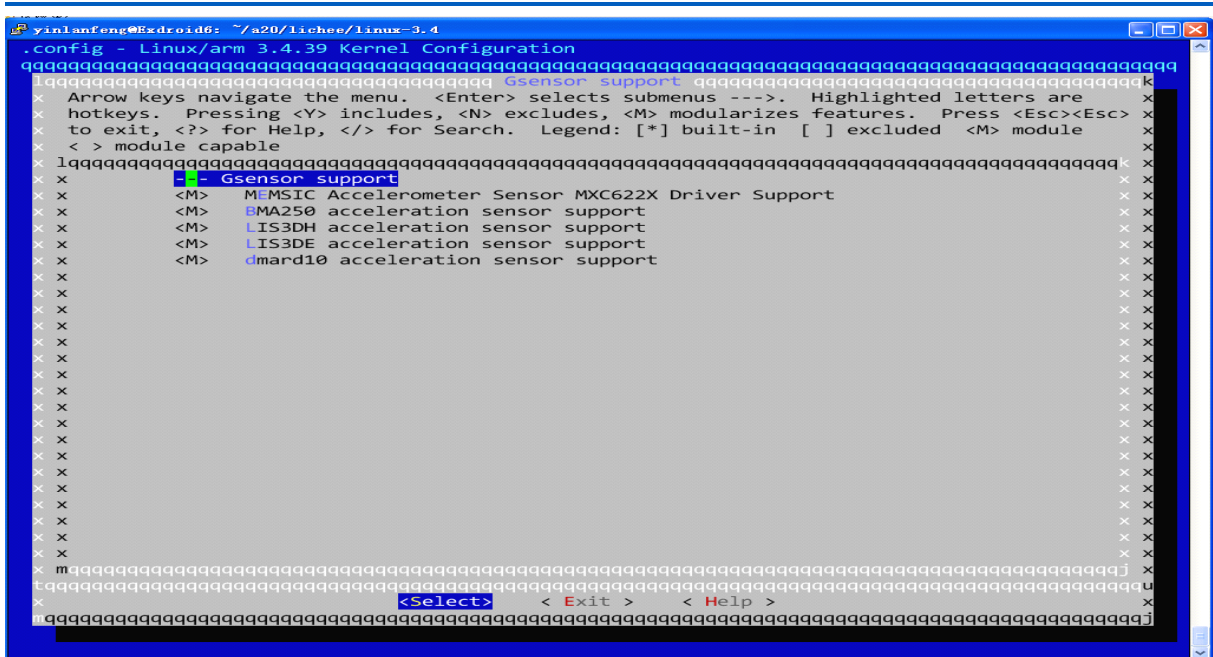 yinlanfeng@Exdroid6: ~/a20/lichee/linux-3.4
.config - Linux/arm 3.4.39 Kernel Configuration
Gsensor support
Arrow keys navigate the menu.  <Enter> selects submenus --->.  Highlighted letters are
hotkeys.  Pressing <Y> includes, <N> excludes, <M> modularizes features.  Press <Esc><Esc>
to exit, <?> for Help, </> for Search.  Legend: [*] built-in  [ ] excluded  <M> module
< > module capable
--- Gsensor support
<M>   MEMSIC Accelerometer Sensor MXC622X Driver Support
<M>   BMA250 acceleration sensor support
<M>   LIS3DH acceleration sensor support
<M>   LIS3DE acceleration sensor support
<M>   dmard10 acceleration sensor support
<Select>    < Exit >    < Help >